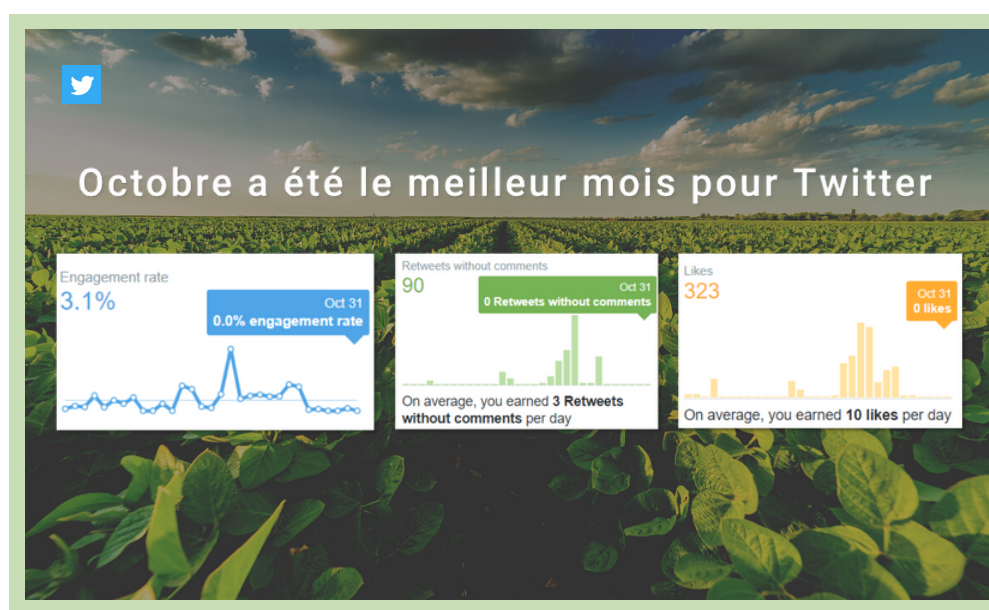 Octobre a été le meilleur mois pour Twitter
Engagement rate
3.1%
Oct 31
0.0% engagement rate
Retweets without comments
90
Oct 31
0 Retweets without comments
On average, you earned 3 Retweets
without comments per day
Likes
323
Oct 31
0 likes
On average, you earned 10 likes per day